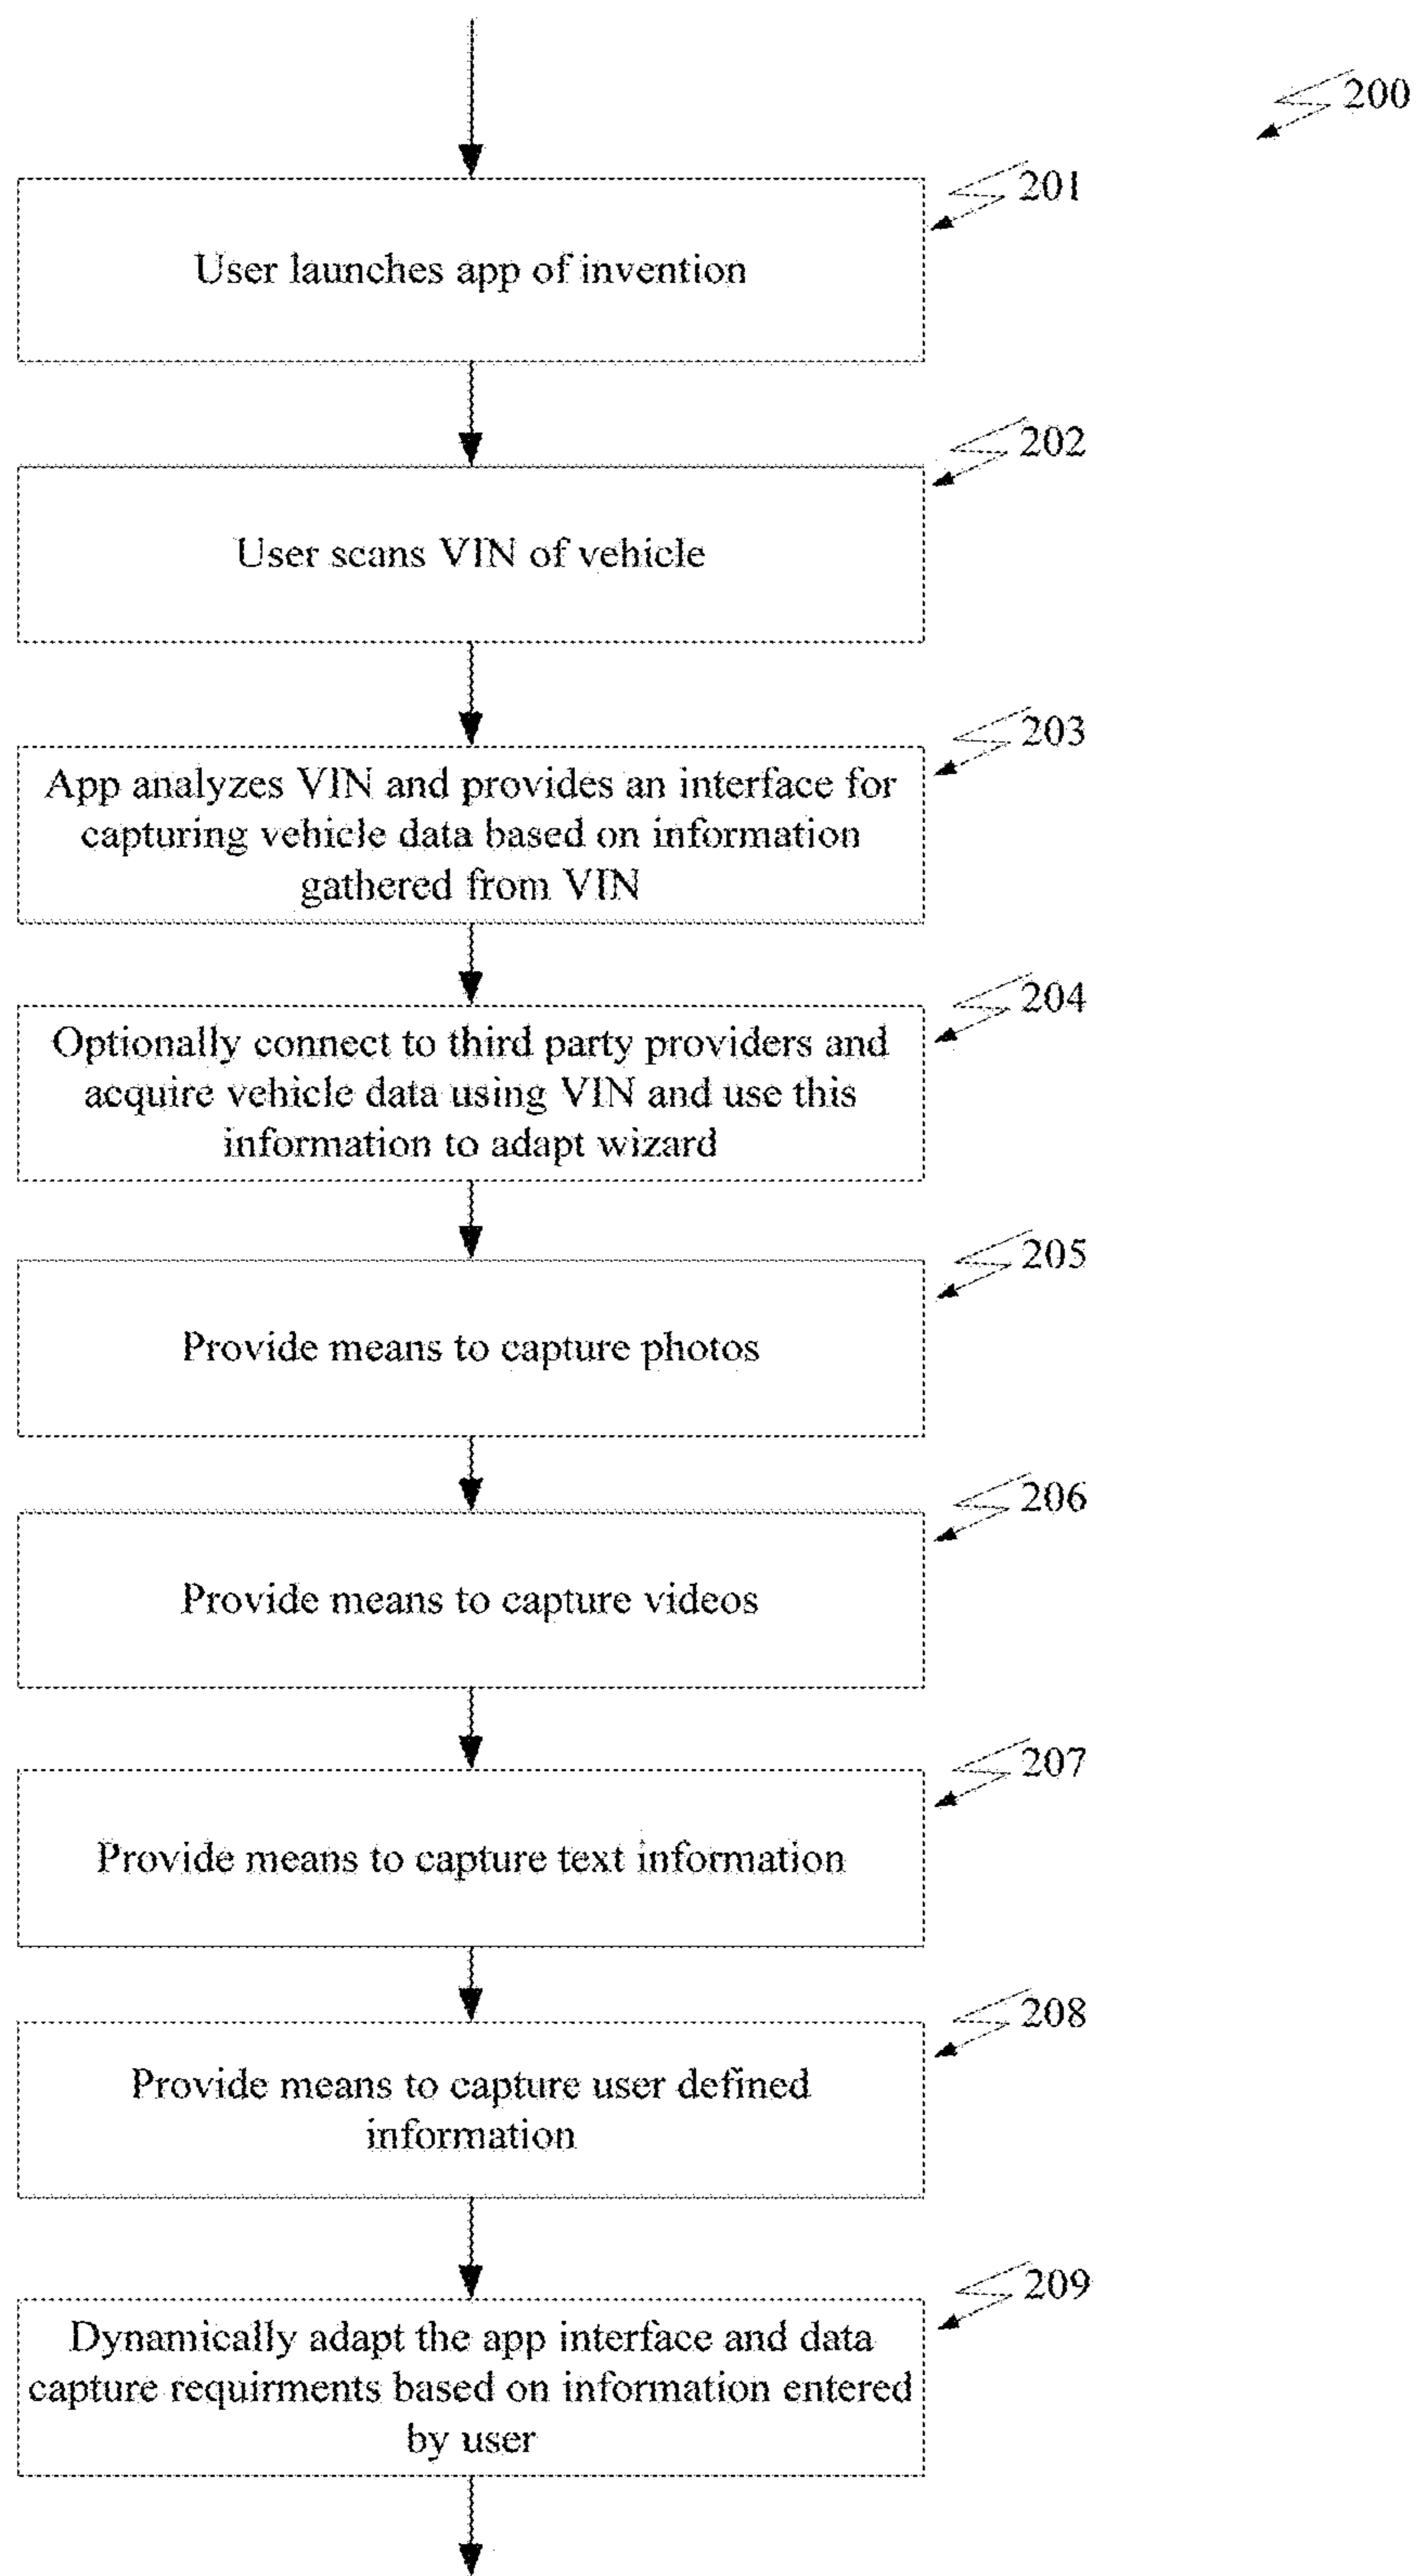 200
201
User launches app of invention
202
User scans VIN of vehicle
203
App analyzes VIN and provides an interface for
capturing vehicle data based on information
gathered from VIN
204
Optionally connect to third party providers and
acquire vehicle data using VIN and use this
information to adapt wizard
205
Provide means to capture photos
206
Provide means to capture videos
207
Provide means to capture text information
208
Provide means to capture user defined
information
209
Dynamically adapt the app interface and data
capture requirments based on information entered
by user